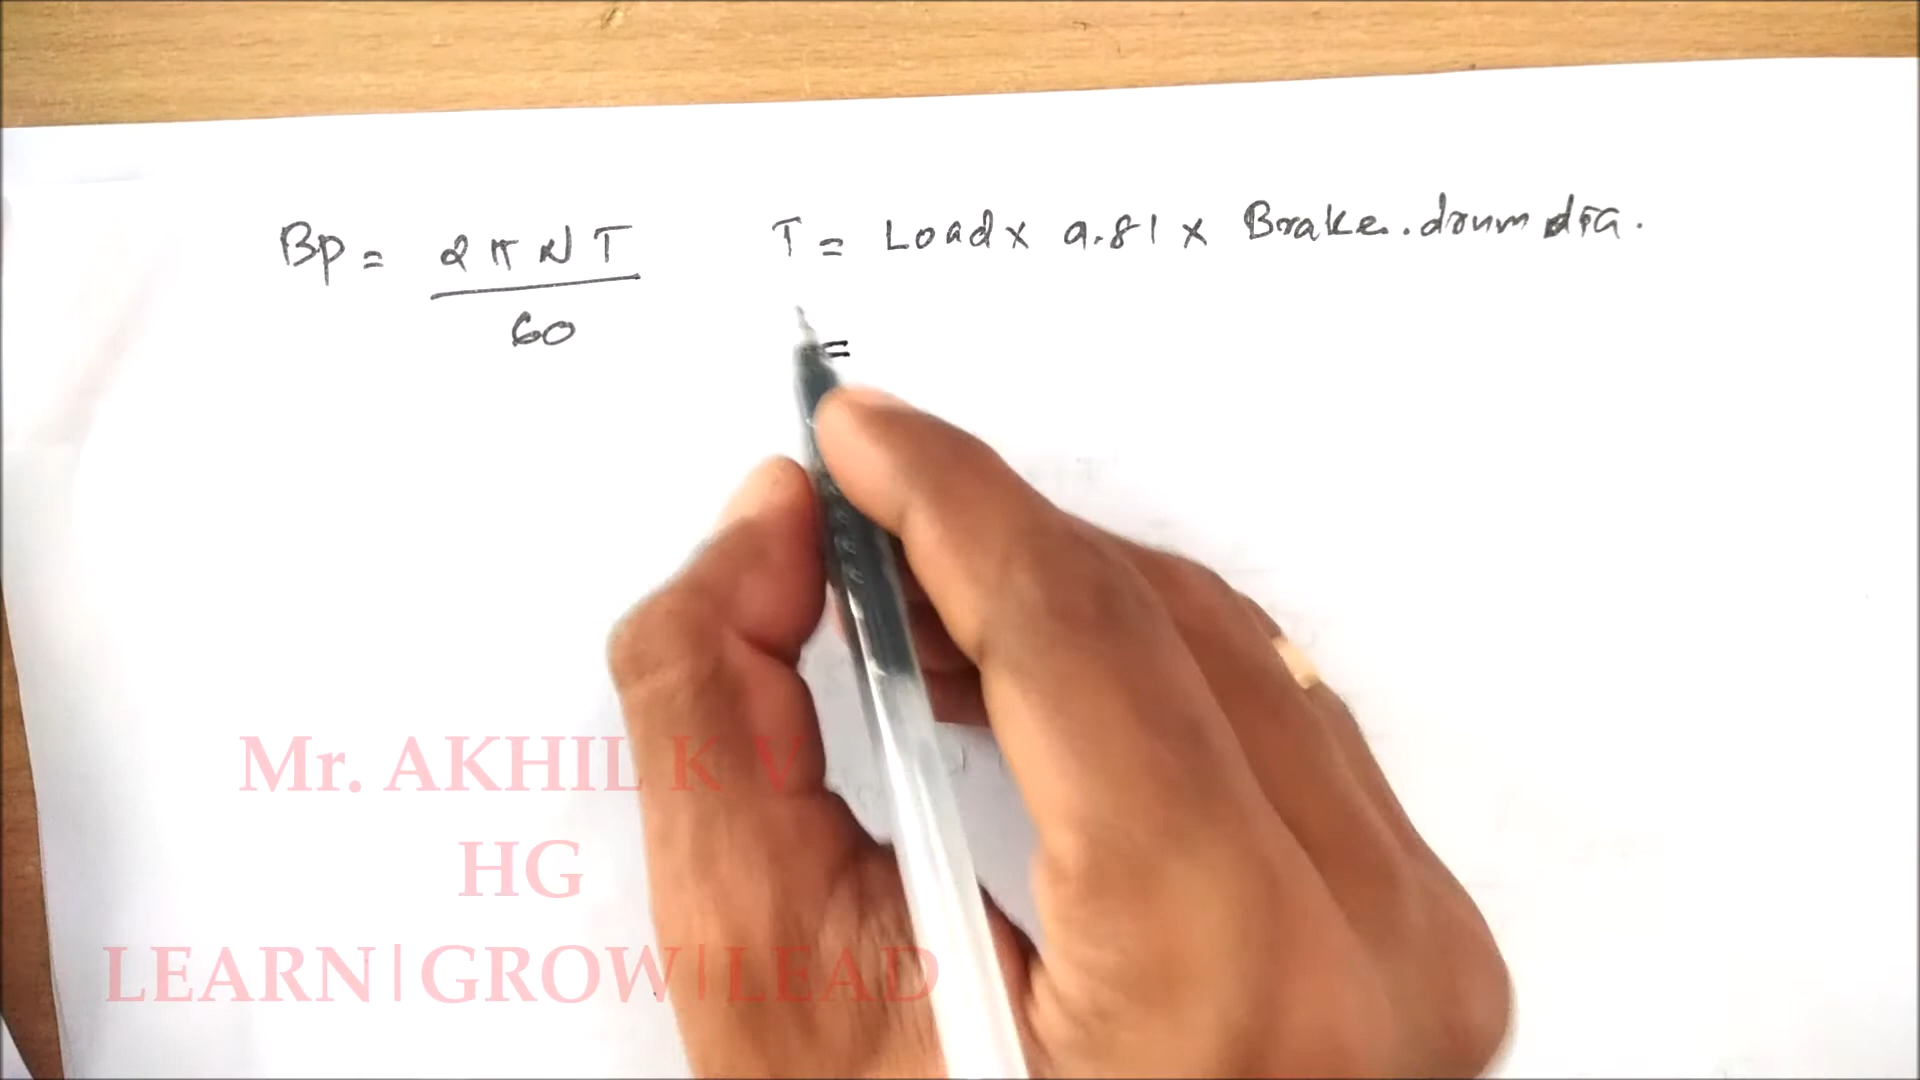 Bp = 2πNT / 60
T = Load x 9.81 x Brake.drum dia.
=
Mr. AKHIL K V
HG
LEARN|GROW|LEAD